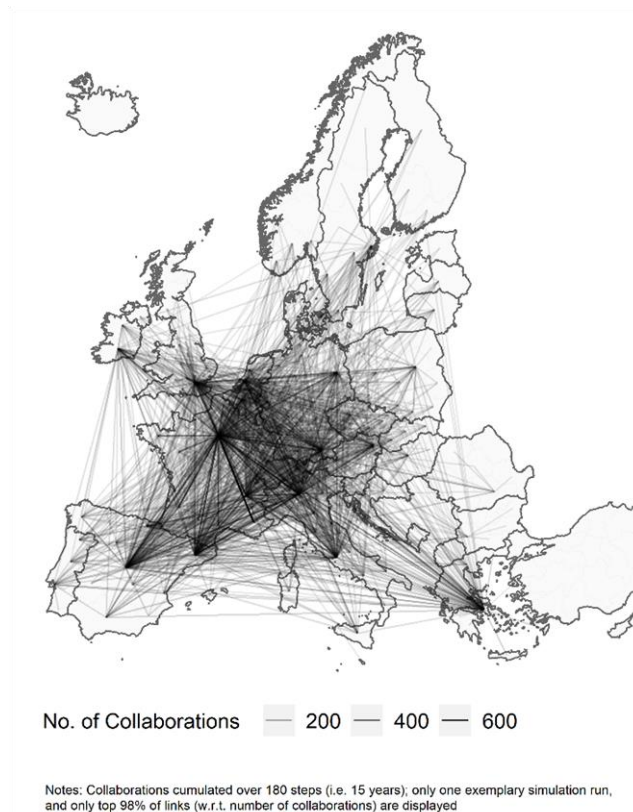 No. of Collaborations 200 400 600
Notes: Collaborations cumulated over 180 steps (i.e. 15 years); only one exemplary simulation run,
and only top 98% of links (w.r.t. number of collaborations) are displayed